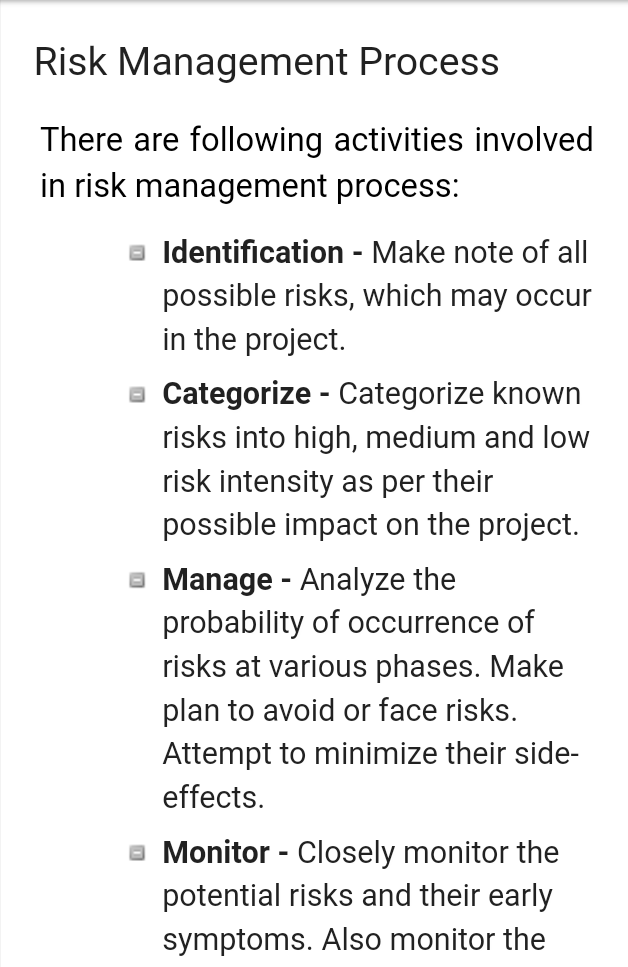 Risk Management Process
There are following activities involved
in risk management process:
Identification - Make note of all
possible risks, which may occur
in the project.
Categorize - Categorize known
risks into high, medium and low
risk intensity as per their
possible impact on the project.
Manage - Analyze the
probability of occurrence of
risks at various phases. Make
plan to avoid or face risks.
Attempt to minimize their side-
effects.
Monitor - Closely monitor the
potential risks and their early
symptoms. Also monitor the